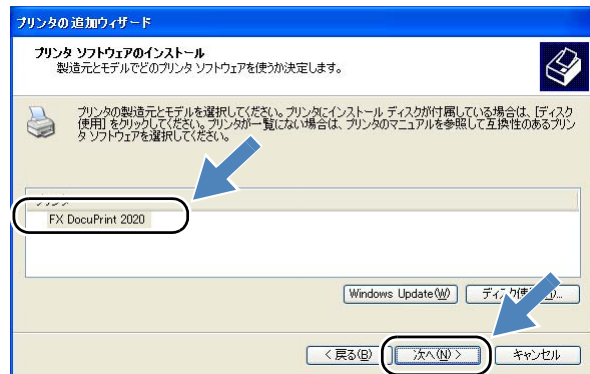 プリンタの追加ウィザード
プリンタ ソフトウェアのインストール
製造元とモデルでどのプリンタ ソフトウェアを使うか決定します。
プリンタの製造元とモデルを選択してください。プリンタにインストール ディスクが付属している場合は、[ディスク
使用] をクリックしてください。プリンタが一覧にない場合は、プリンタのマニュアルを参照して互換性のあるプリン
タ ソフトウェアを選択してください。
FX DocuPrint 2020
Windows Update(W)
< 戻る(B)
次へ(N) >
キャンセル